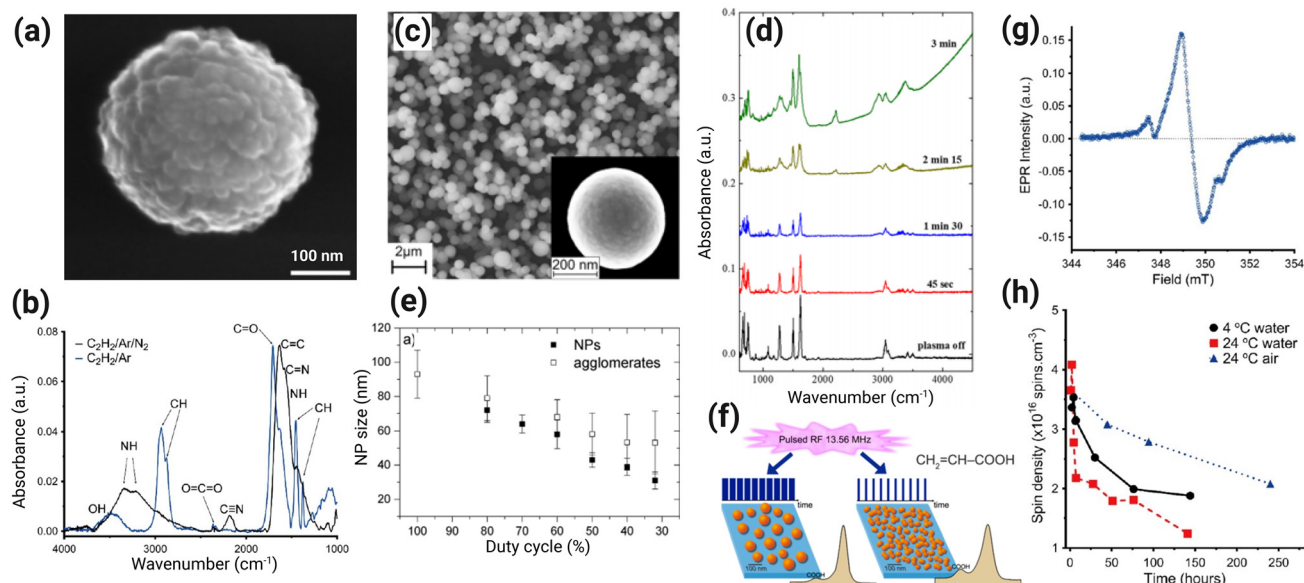 (a)
100 nm
(b)
Absorbance (a.u.)
0.08
0.06
0.04
0.02
0.00
C₂H₂/Ar/N₂
C₂H₂/Ar
OH
NH
CH
O=C=O
C≡N
C=O
C=C
C=N
NH
CH
4000
3000
2000
1000
Wavenumber (cm⁻¹)
(c)
2µm
200 nm
(e)
a)
NPs
agglomerates
NP size (nm)
120
100
80
60
40
20
100
90
80
70
60
50
40
30
Duty cycle (%)
(d)
Absorbance (a.u.)
0.4
0.3
0.2
0.1
0.0
3 min
2 min 15
1 min 30
45 sec
plasma off
1000
2000
3000
4000
Wavenumber (cm⁻¹)
(f)
Pulsed RF 13.56 MHz
CH₂=CH–COOH
time
time
100 nm
COOH
100 nm
COOH
(g)
EPR Intensity (a.u.)
0.15
0.10
0.05
0.00
-0.05
-0.10
-0.15
344
346
348
350
352
354
Field (mT)
(h)
4 ºC water
24 ºC water
24 ºC air
Spin density (x10¹⁶ spins.cm⁻³)
5
4
3
2
1
0
50
100
150
200
250
Time (hours)